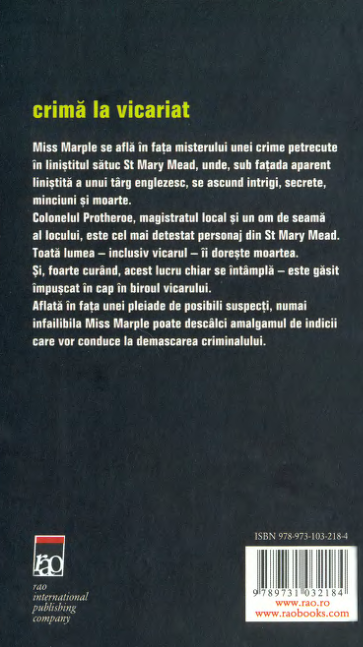 crimă la vicariat
Miss Marple se află în fața misterului unei crime petrecute
în liniștitul sătuc St Mary Mead, unde, sub fațada aparent
liniștită a unui târg englezesc, se ascund intrigi, secrete,
minciuni și moarte.
Colonelul Protheroe, magistratul local și un om de seamă
al locului, este cel mai detestat personaj din St Mary Mead.
Toată lumea – inclusiv vicarul – îi dorește moartea.
Și, foarte curând, acest lucru chiar se întâmplă – este găsit
împușcat în cap în biroul vicarului.
Aflată în fața unei pleiade de posibili suspecți, numai
infailibila Miss Marple poate descâlci amalgamul de indicii
care vor conduce la demascarea criminalului.
ISBN 978-973-103-218-4
9789731032184
www.rao.ro
www.raobooks.com
rao
rao
international
publishing
company